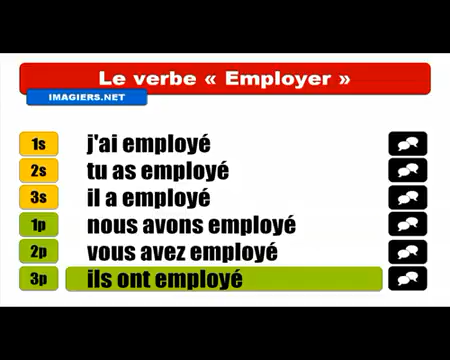 Le verbe « Employer »
IMAGIERS.NET
1s j'ai employé
2s tu as employé
3s il a employé
1p nous avons employé
2p vous avez employé
3p ils ont employé